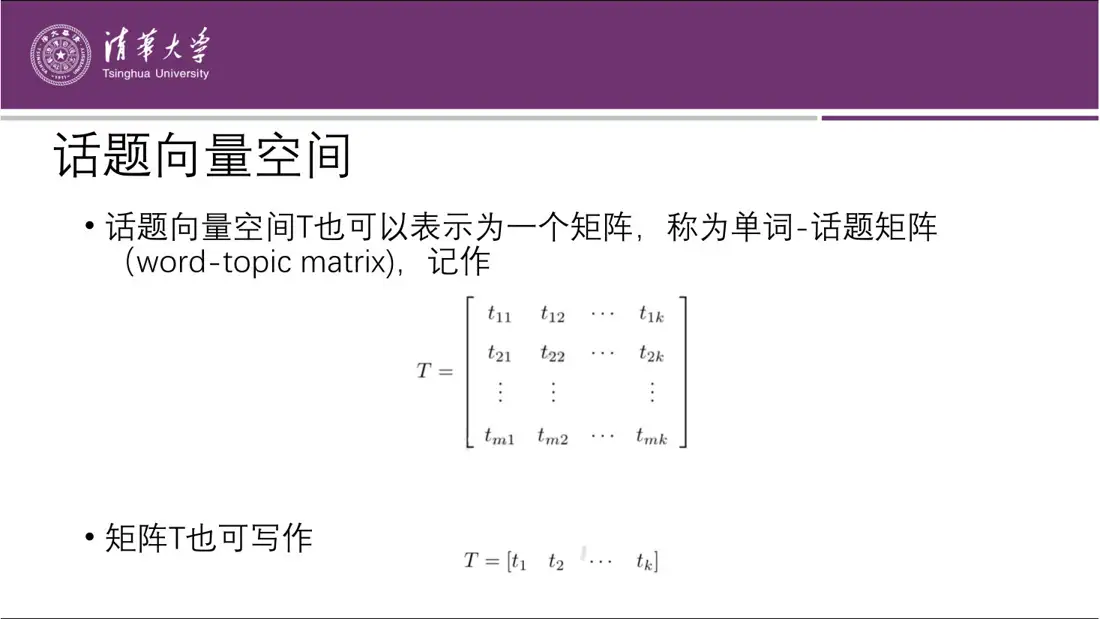 清华大学
Tsinghua University
话题向量空间
• 话题向量空间T也可以表示为一个矩阵，称为单词-话题矩阵
（word-topic matrix)，记作
T =
t11 t12 ⋯ t1k
t21 t22 ⋯ t2k
⋮ ⋮ ⋮
tm1 tm2 ⋯ tmk
• 矩阵T也可写作
T = [t1 t2 ⋯ tk]